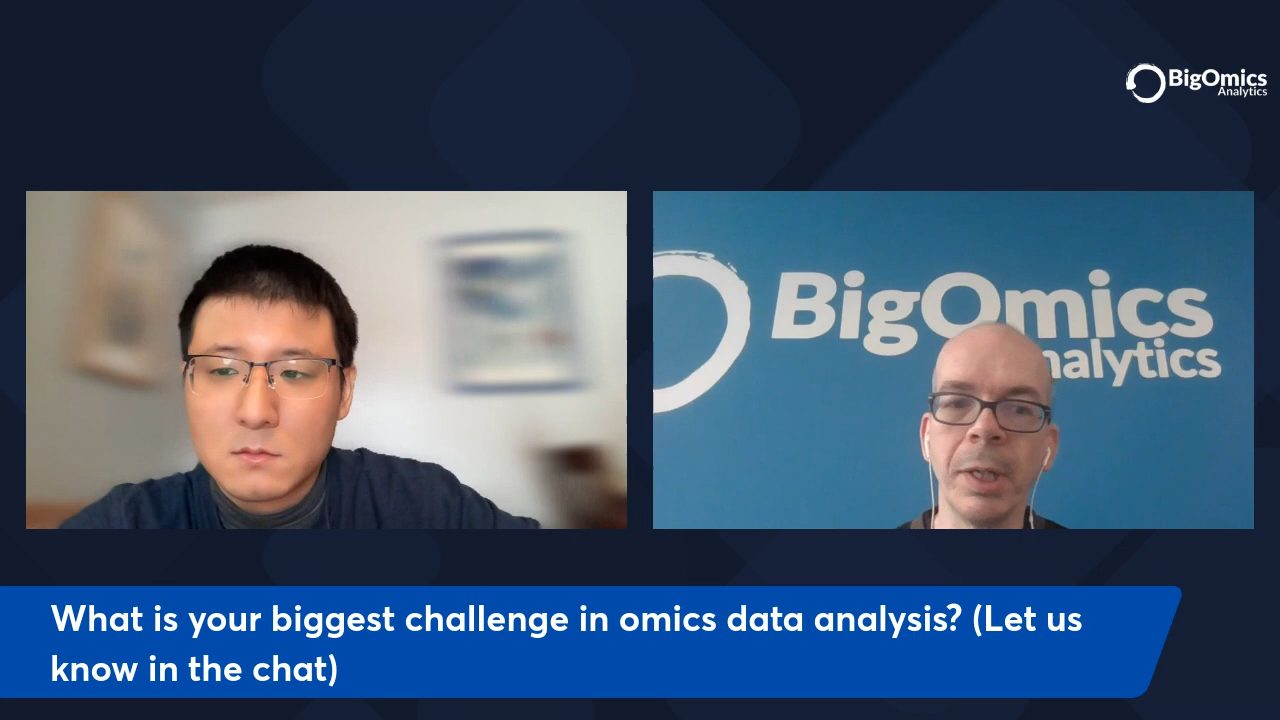 BigOmics
Analytics
BigOmics
nalytics
What is your biggest challenge in omics data analysis? (Let us
know in the chat)